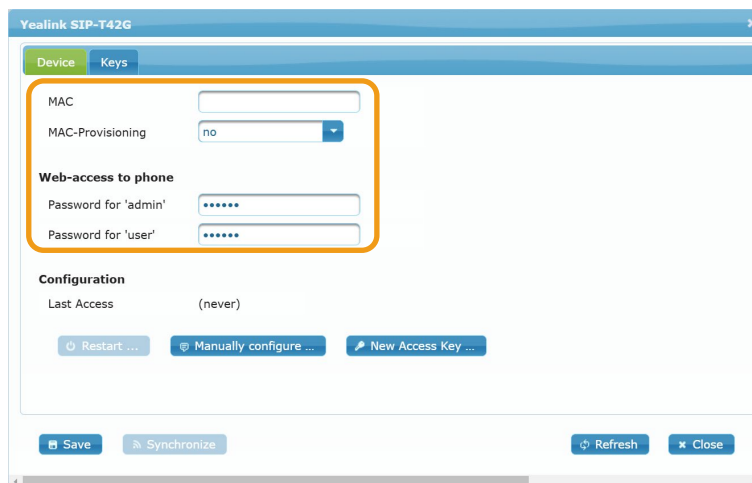 Yealink SIP-T42G
Device Keys
MAC
MAC-Provisioning no
Web-access to phone
Password for 'admin' ••••••
Password for 'user' ••••••
Configuration
Last Access (never)
Restart ... Manually configure ... New Access Key ...
Save Synchronize Refresh Close